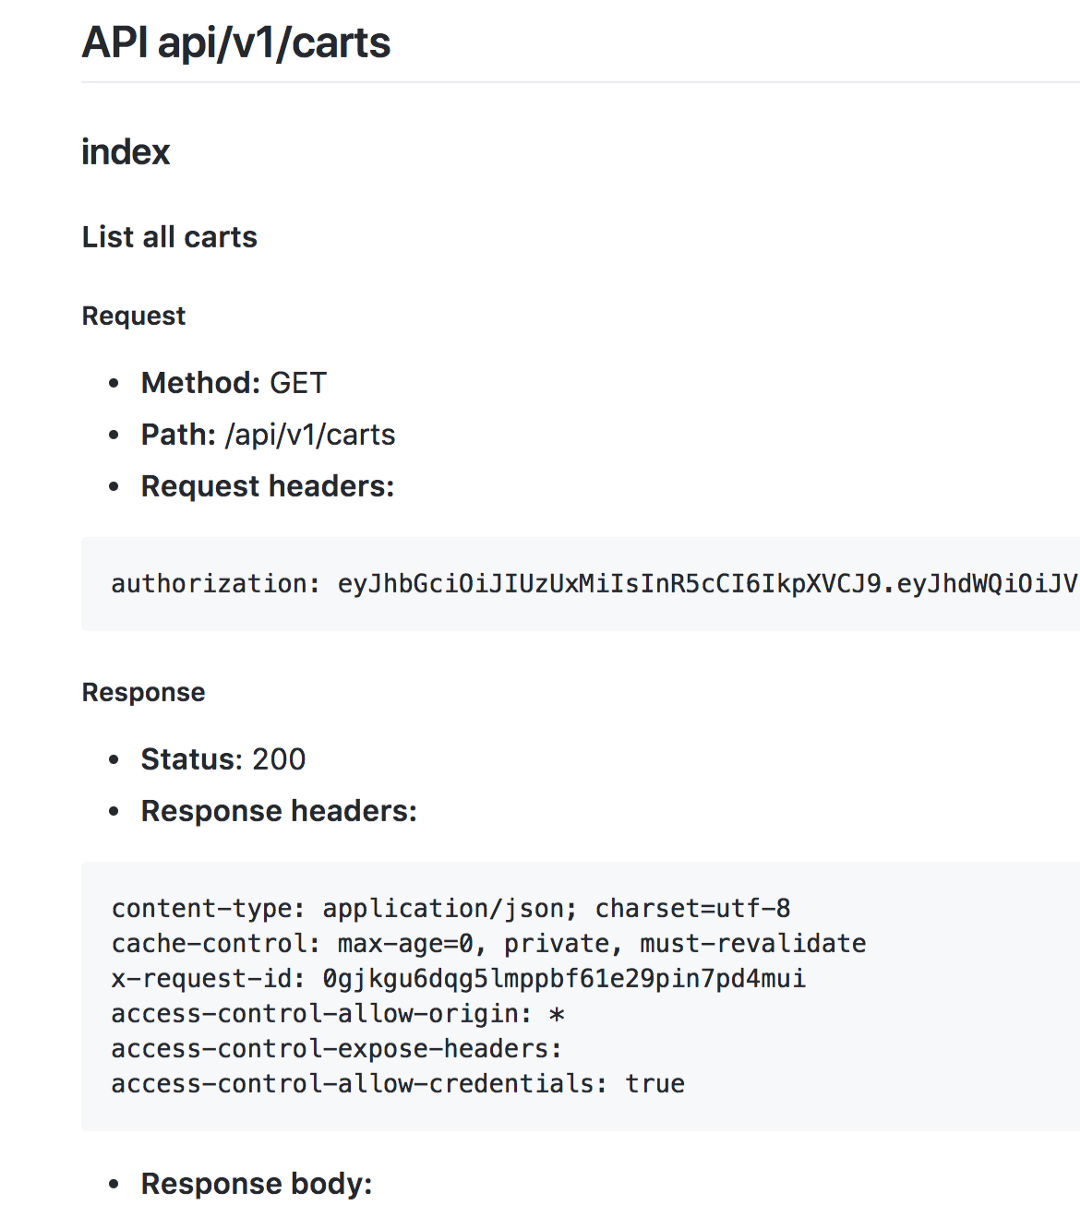 API api/v1/carts
index
List all carts
Request
• Method: GET
• Path: /api/v1/carts
• Request headers:
authorization: eyJhbGciOiJIUzUxMiIsInR5cCI6IkpXVCJ9.eyJhdWQiOiJV
Response
• Status: 200
• Response headers:
content-type: application/json; charset=utf-8
cache-control: max-age=0, private, must-revalidate
x-request-id: 0gjkgu6dqg5lmppbf61e29pin7pd4mui
access-control-allow-origin: *
access-control-expose-headers:
access-control-allow-credentials: true
• Response body: